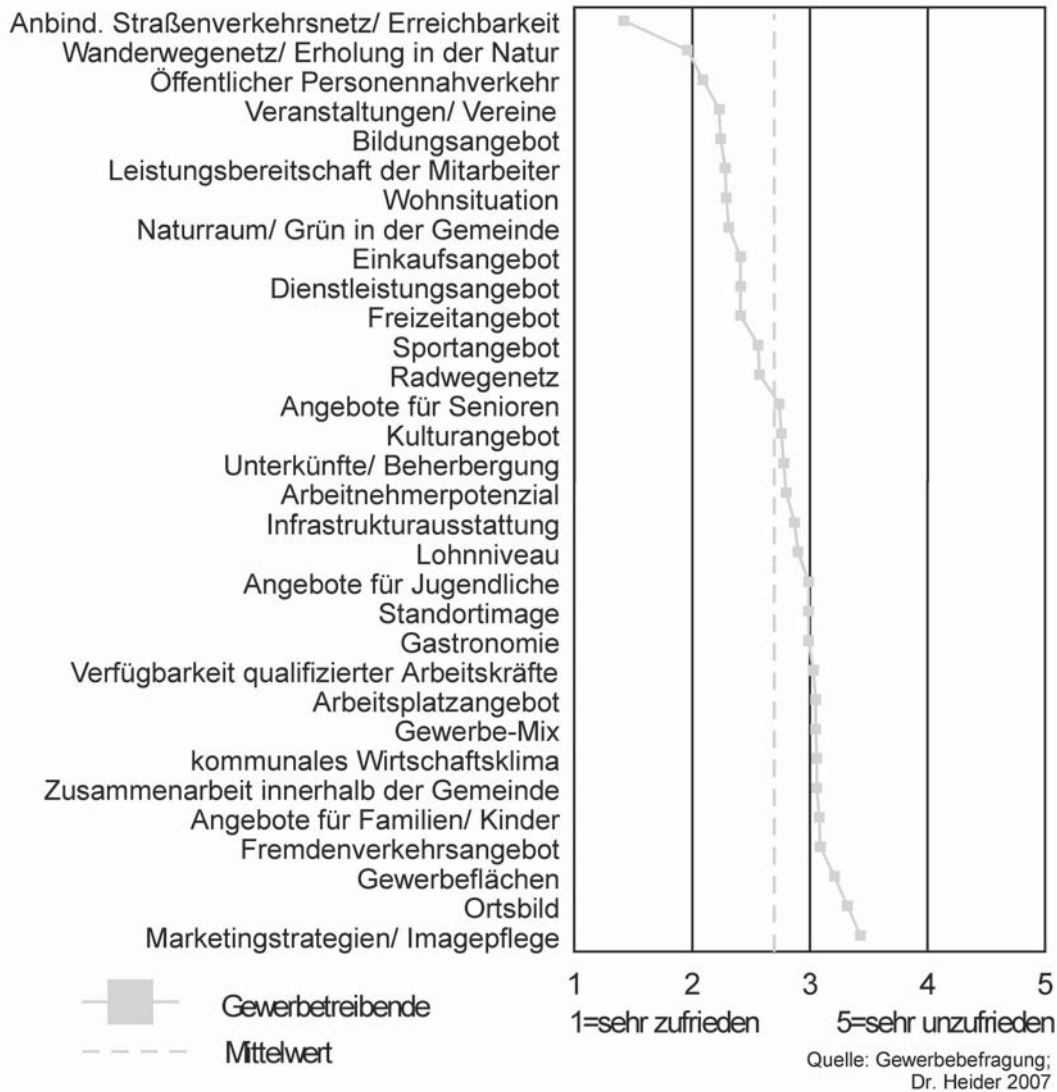 Anbind. Straßenverkehrsnetz/ Erreichbarkeit
Wanderwegenetz/ Erholung in der Natur
Öffentlicher Personennahverkehr
Veranstaltungen/ Vereine
Bildungsangebot
Leistungsbereitschaft der Mitarbeiter
Wohnsituation
Naturraum/ Grün in der Gemeinde
Einkaufsangebot
Dienstleistungsangebot
Freizeitangebot
Sportangebot
Radwegenetz
Angebote für Senioren
Kulturangebot
Unterkünfte/ Beherbergung
Arbeitnehmerpotenzial
Infrastrukturausstattung
Lohnniveau
Angebote für Jugendliche
Standortimage
Gastronomie
Verfügbarkeit qualifizierter Arbeitskräfte
Arbeitsplatzangebot
Gewerbe-Mix
kommunales Wirtschaftsklima
Zusammenarbeit innerhalb der Gemeinde
Angebote für Familien/ Kinder
Fremdenverkehrsangebot
Gewerbeflächen
Ortsbild
Marketingstrategien/ Imagepflege
1 2 3 4 5
1=sehr zufrieden 5=sehr unzufrieden
Gewerbetreibende
Mittelwert
Quelle: Gewerbebefragung;
Dr. Heider 2007